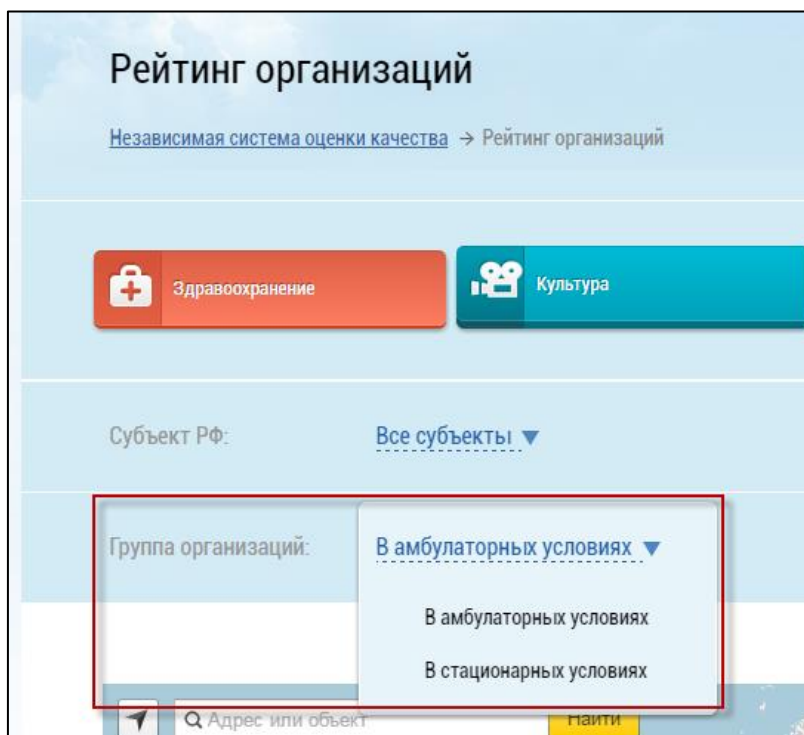 Рейтинг организаций
Независимая система оценки качества → Рейтинг организаций
Здравоохранение
Культура
Субъект РФ: Все субъекты ▼
Группа организаций: В амбулаторных условиях ▼
В амбулаторных условиях
В стационарных условиях
Адрес или объект Найти